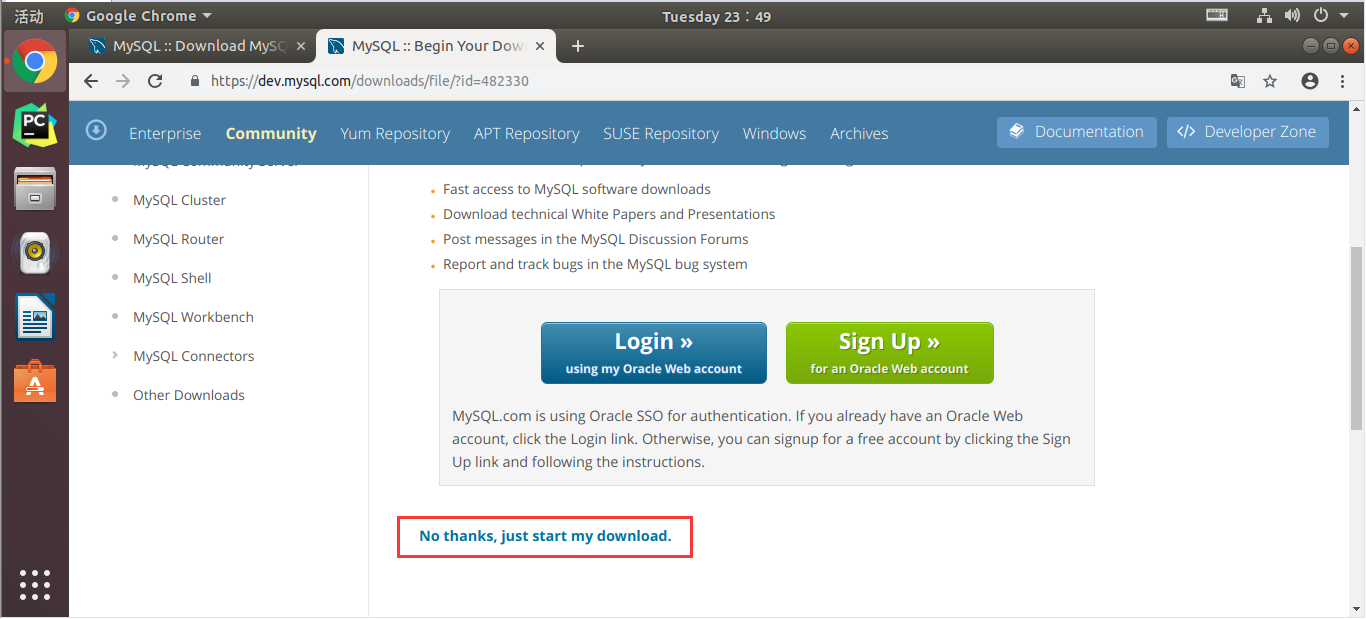 活动
Google Chrome
Tuesday 23：49
MySQL :: Download MySQ
MySQL :: Begin Your Dow
https://dev.mysql.com/downloads/file/?id=482330
Enterprise
Community
Yum Repository
APT Repository
SUSE Repository
Windows
Archives
Documentation
Developer Zone
PC
MySQL Community Server
MySQL Cluster
MySQL Router
MySQL Shell
MySQL Workbench
MySQL Connectors
Other Downloads
Fast access to MySQL software downloads
Download technical White Papers and Presentations
Post messages in the MySQL Discussion Forums
Report and track bugs in the MySQL bug system
Login »
using my Oracle Web account
Sign Up »
for an Oracle Web account
MySQL.com is using Oracle SSO for authentication. If you already have an Oracle Web
account, click the Login link. Otherwise, you can signup for a free account by clicking the Sign
Up link and following the instructions.
No thanks, just start my download.